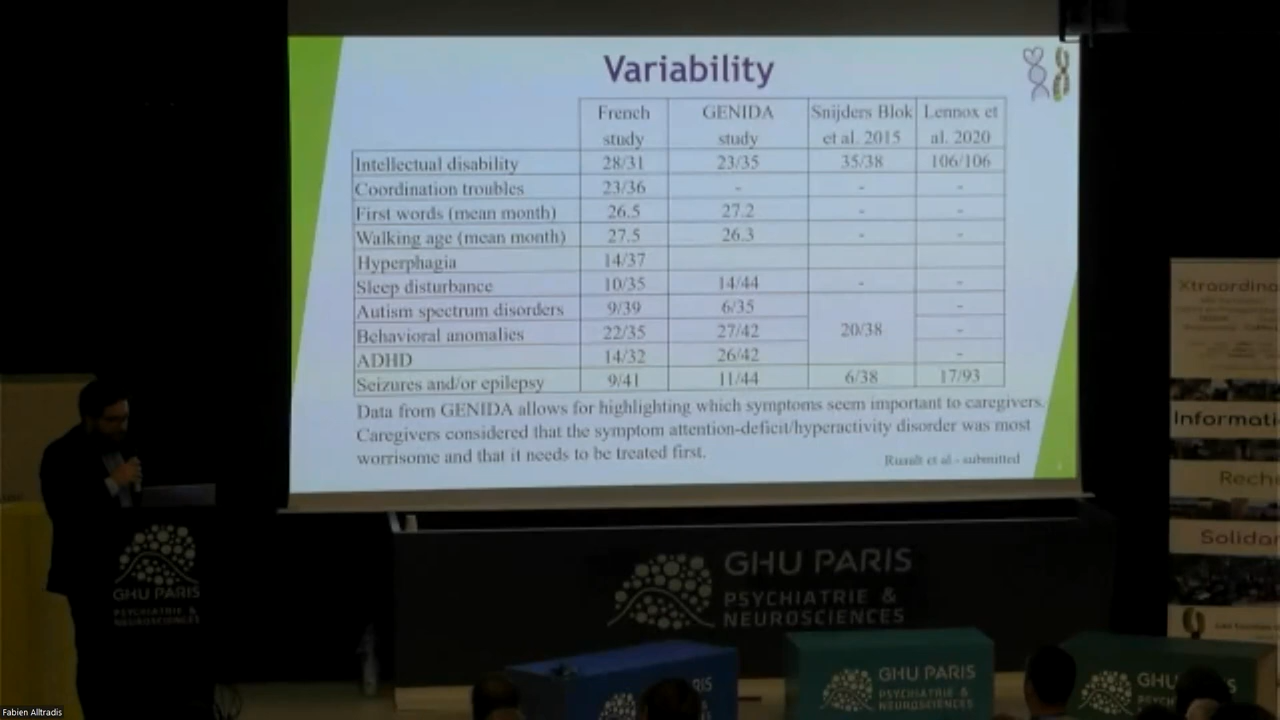 Variability
French study | GENIDA study | Snijders Blok et al. 2015 | Lennox et al. 2020
Intellectual disability | 28/31 | 23/35 | 35/38 | 106/106
Coordination troubles | 23/36 | - | - | -
First words (mean month) | 26.5 | 27.2 | - | -
Walking age (mean month) | 27.5 | 26.3 | - | -
Hyperphagia | 14/37
Sleep disturbance | 10/35 | 14/44 | - | -
Autism spectrum disorders | 9/39 | 6/35 | 20/38 | -
Behavioral anomalies | 22/35 | 27/42 | -
ADHD | 14/32 | 26/42 | -
Seizures and/or epilepsy | 9/41 | 11/44 | 6/38 | 17/93
Data from GENIDA allows for highlighting which symptoms seem important to caregivers.
Caregivers considered that the symptom attention-deficit/hyperactivity disorder was most
worrisome and that it needs to be treated first.
et al - submitted
Xtraordina
Informati
Rech
Solidar
GHU PARIS
PSYCHIATRIE &
NEUROSCIENCES
GHU PARIS
PSYCHIATRIE &
NEUROSCIENCES
GHU PARIS
PSYCHIATRIE &
NEUROSCIENCES
GHU
Fabien Alltradis